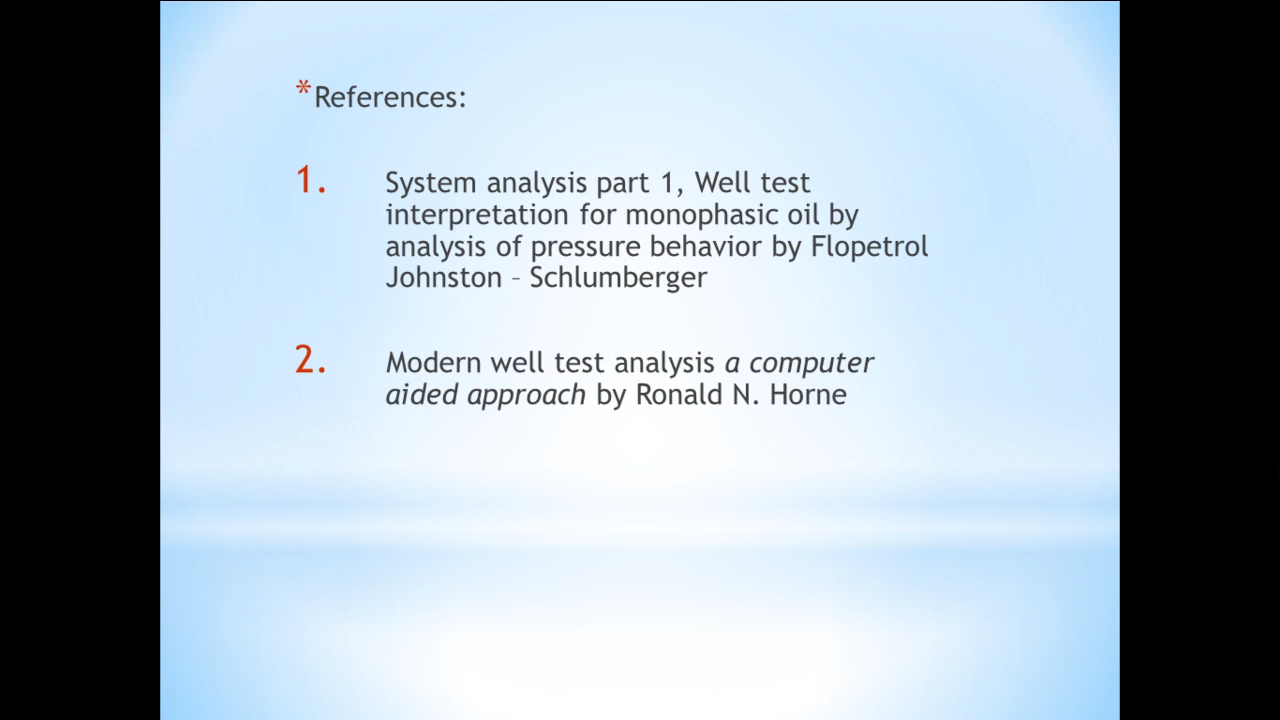 *References:
1. System analysis part 1, Well test
interpretation for monophasic oil by
analysis of pressure behavior by Flopetrol
Johnston – Schlumberger
2. Modern well test analysis a computer
aided approach by Ronald N. Horne